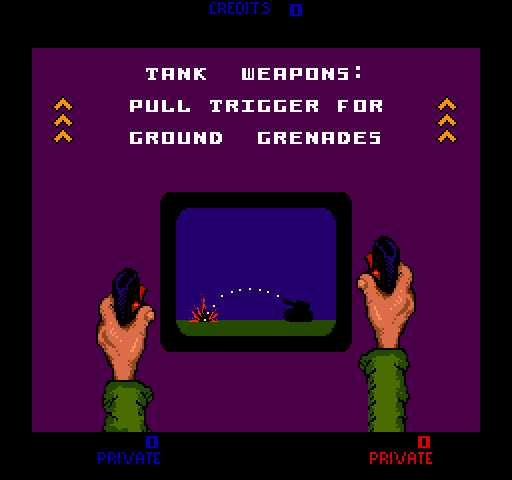 CREDITS 0
TANK WEAPONS:
PULL TRIGGER FOR
GROUND GRENADES
0 0
PRIVATE PRIVATE